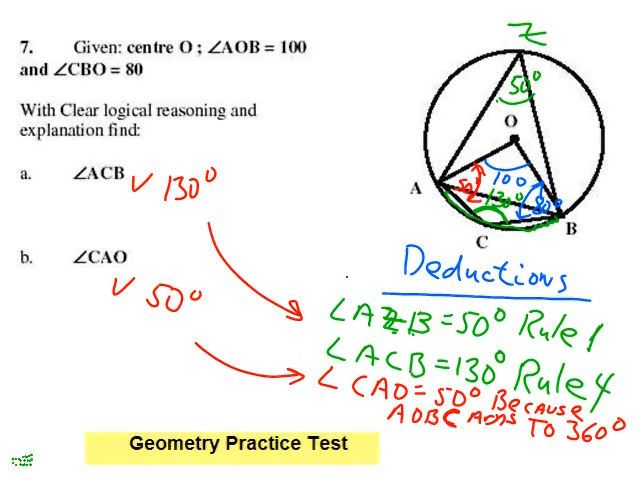 7. Given: centre O ; ∠AOB = 100
and ∠CBO = 80
With Clear logical reasoning and
explanation find:
a. ∠ACB ✓ 130°
b. ∠CAO
✓ 50°
Z
50°
O
100
50°
130°
80°
A
B
C
Deductions
∠AZB = 50° Rule 1
∠ACB = 130° Rule 4
∠CAO = 50° Because
AOBC ADDS TO 360°
Geometry Practice Test